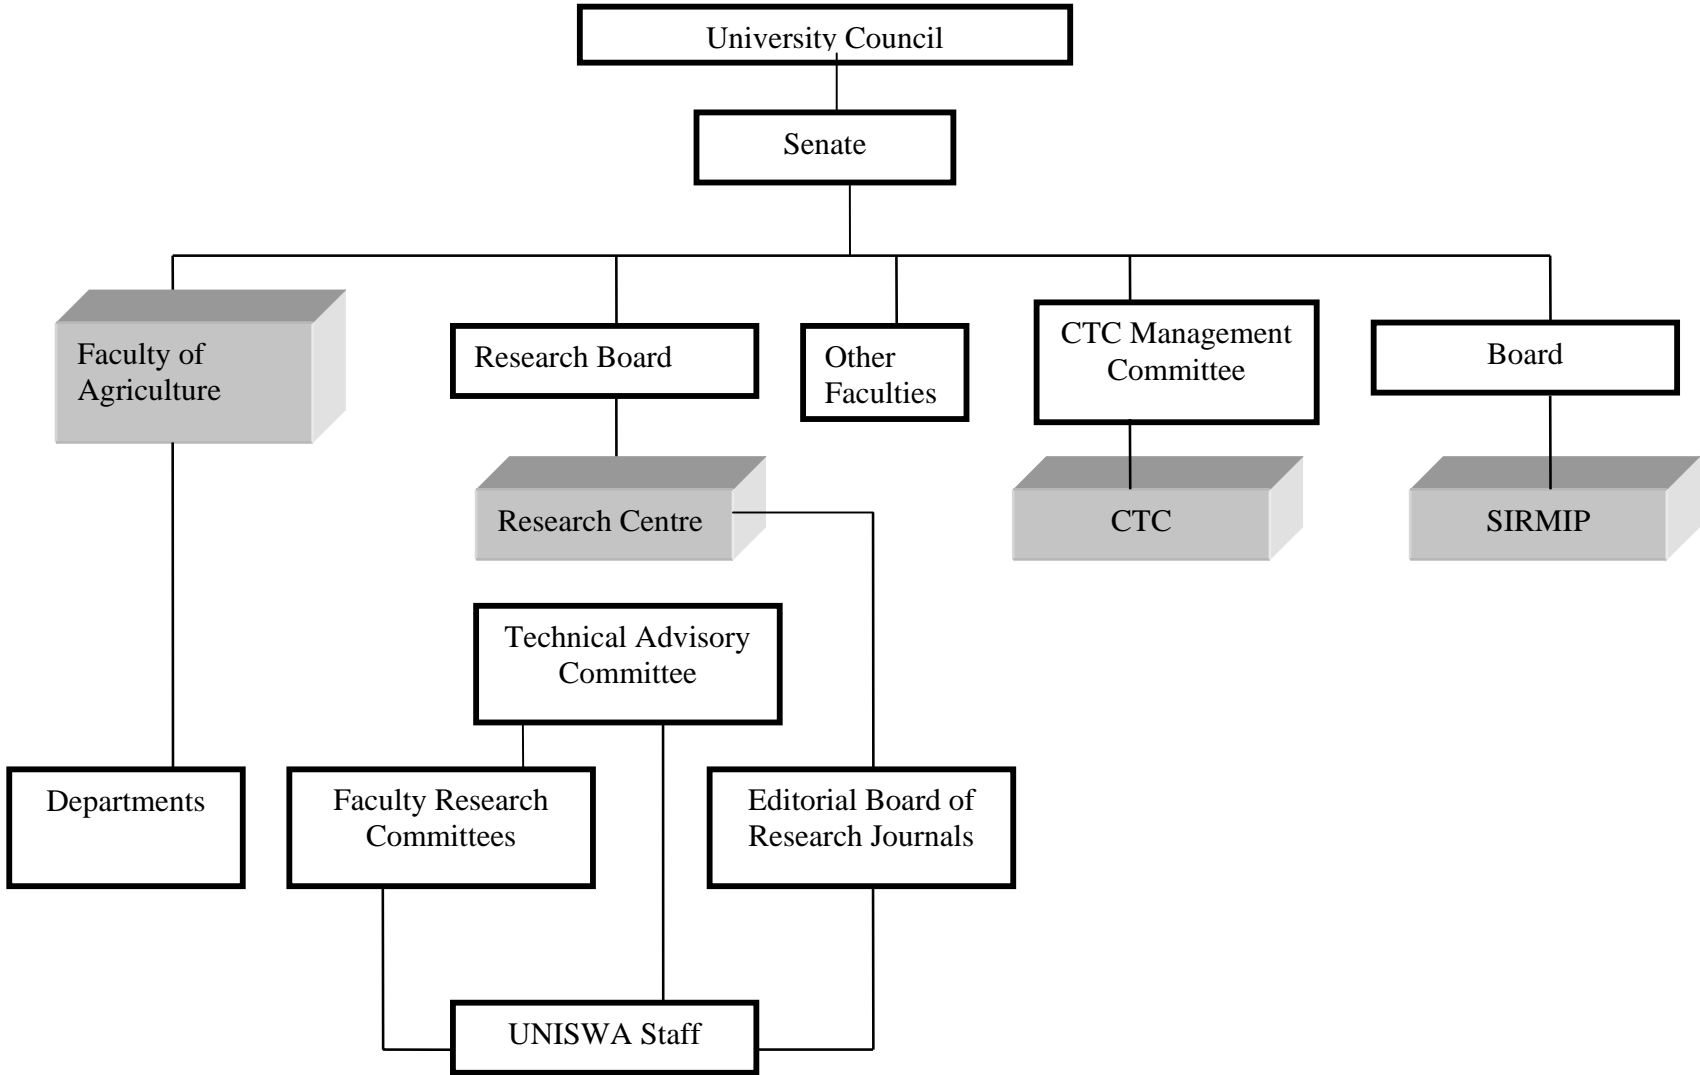 University Council
Senate
Faculty of
Agriculture
Research Board
Other
Faculties
CTC Management
Committee
Board
Research Centre
CTC
SIRMIP
Technical Advisory
Committee
Departments
Faculty Research
Committees
Editorial Board of
Research Journals
UNISWA Staff